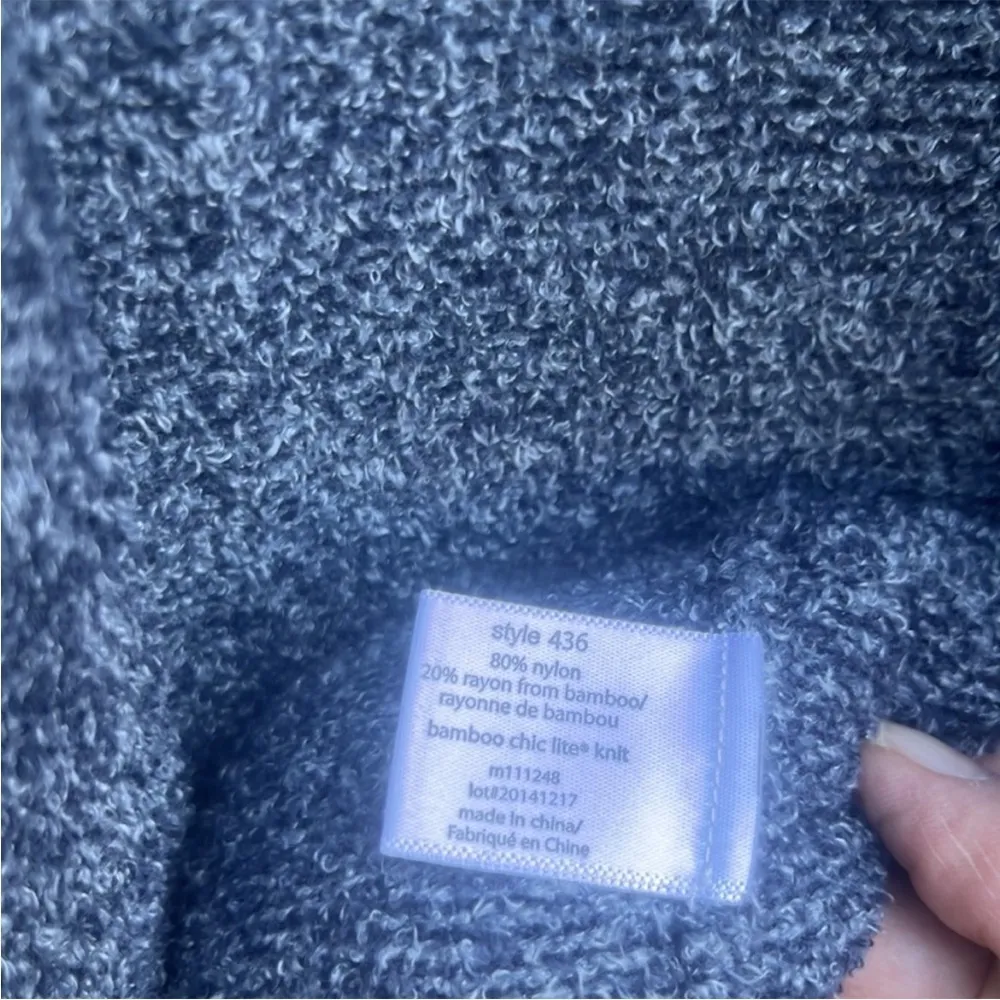 style 436
80% nylon
20% rayon from bamboo/
rayonne de bambou
bamboo chic lite® knit
m111248
lot#20141217
made in china/
Fabriqué en Chine